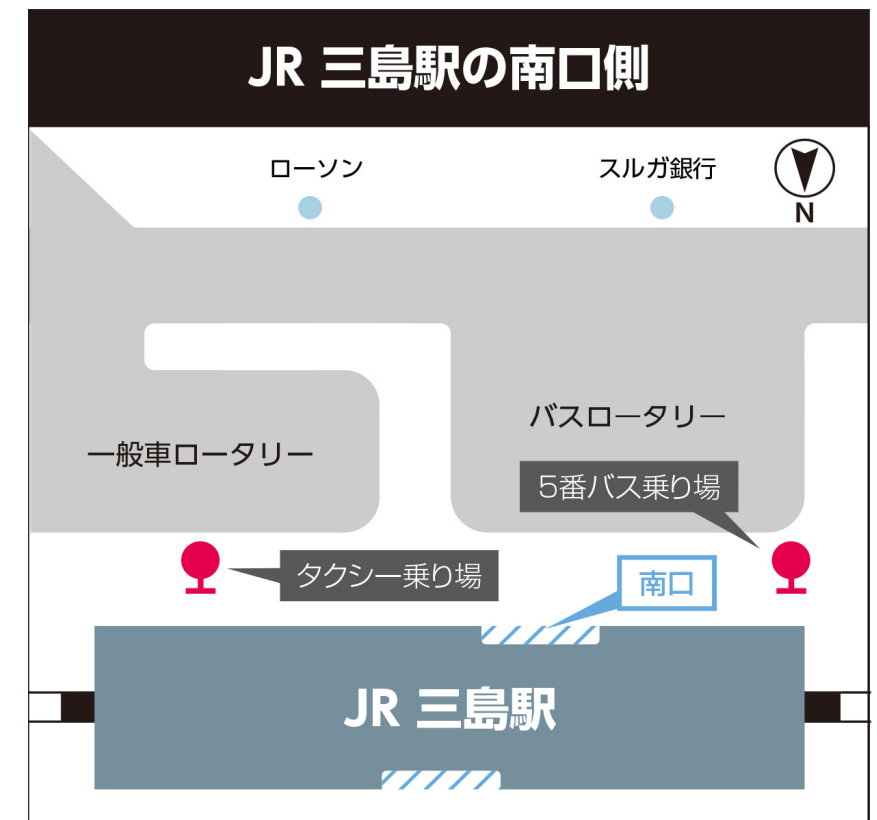 JR 三島駅の南口側
ローソン
スルガ銀行
N
バスロータリー
一般車ロータリー
5番バス乗り場
タクシー乗り場
南口
JR 三島駅